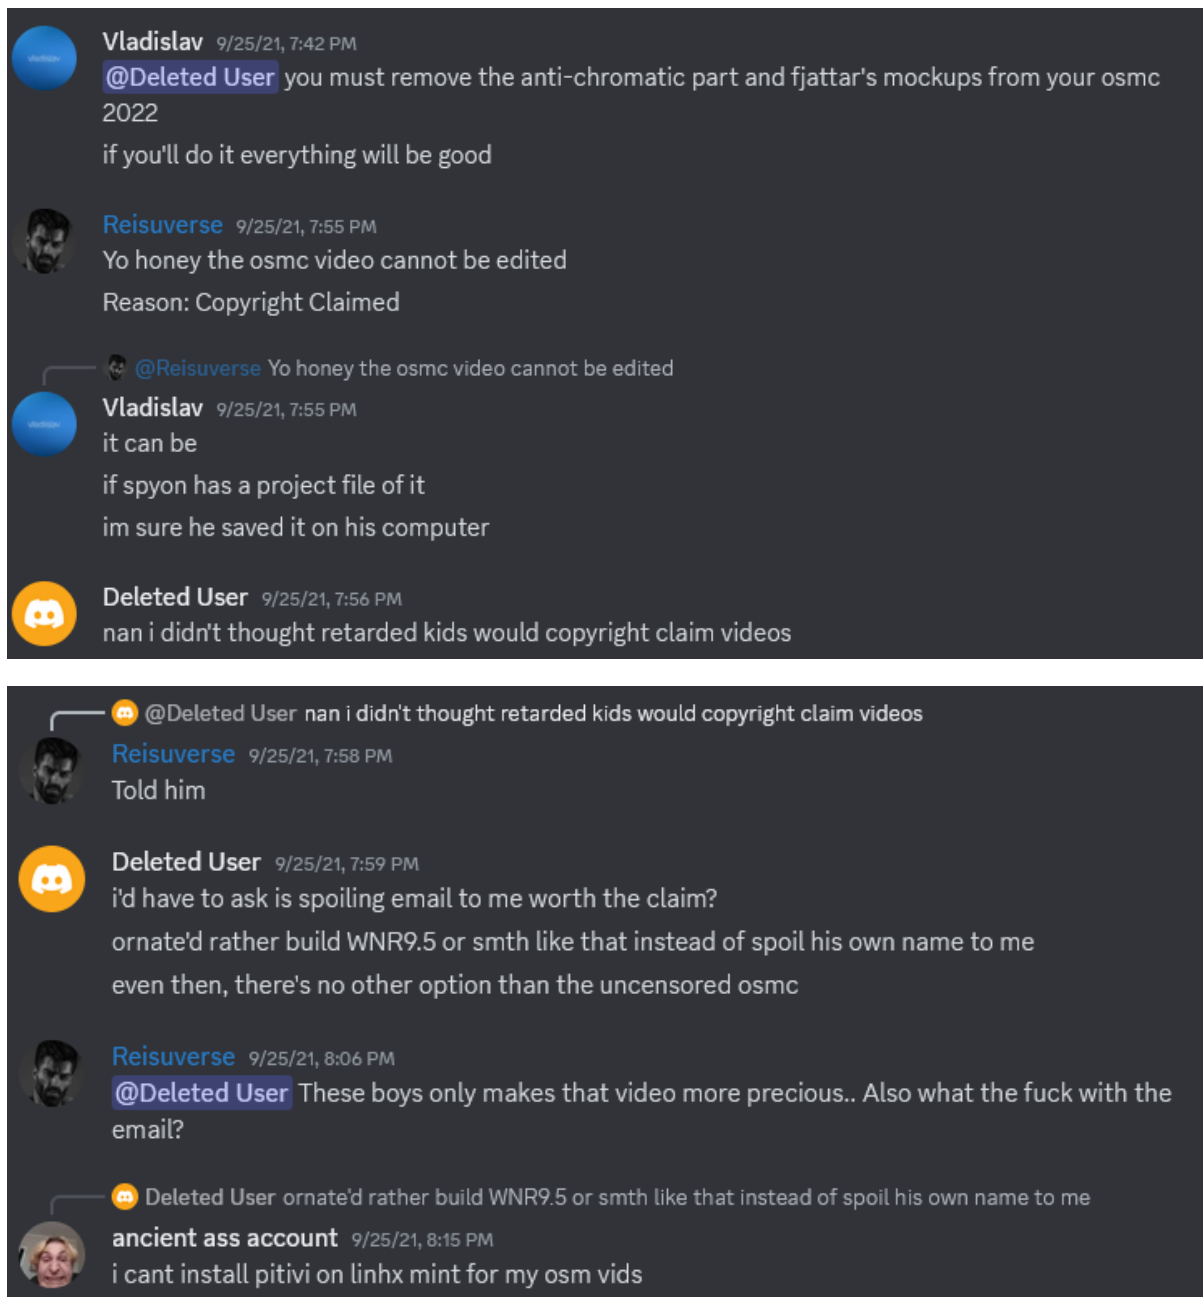 Vladislav 9/25/21, 7:42 PM
@Deleted User you must remove the anti-chromatic part and fjattar's mockups from your osmc
2022
if you'll do it everything will be good
Reisuverse 9/25/21, 7:55 PM
Yo honey the osmc video cannot be edited
Reason: Copyright Claimed
@Reisuverse Yo honey the osmc video cannot be edited
Vladislav 9/25/21, 7:55 PM
it can be
if spyon has a project file of it
im sure he saved it on his computer
Deleted User 9/25/21, 7:56 PM
nan i didn't thought retarded kids would copyright claim videos
@Deleted User nan i didn't thought retarded kids would copyright claim videos
Reisuverse 9/25/21, 7:58 PM
Told him
Deleted User 9/25/21, 7:59 PM
i'd have to ask is spoiling email to me worth the claim?
ornate'd rather build WNR9.5 or smth like that instead of spoil his own name to me
even then, there's no other option than the uncensored osmc
Reisuverse 9/25/21, 8:06 PM
@Deleted User These boys only makes that video more precious.. Also what the fuck with the
email?
Deleted User ornate'd rather build WNR9.5 or smth like that instead of spoil his own name to me
ancient ass account 9/25/21, 8:15 PM
i cant install pitivi on linhx mint for my osm vids